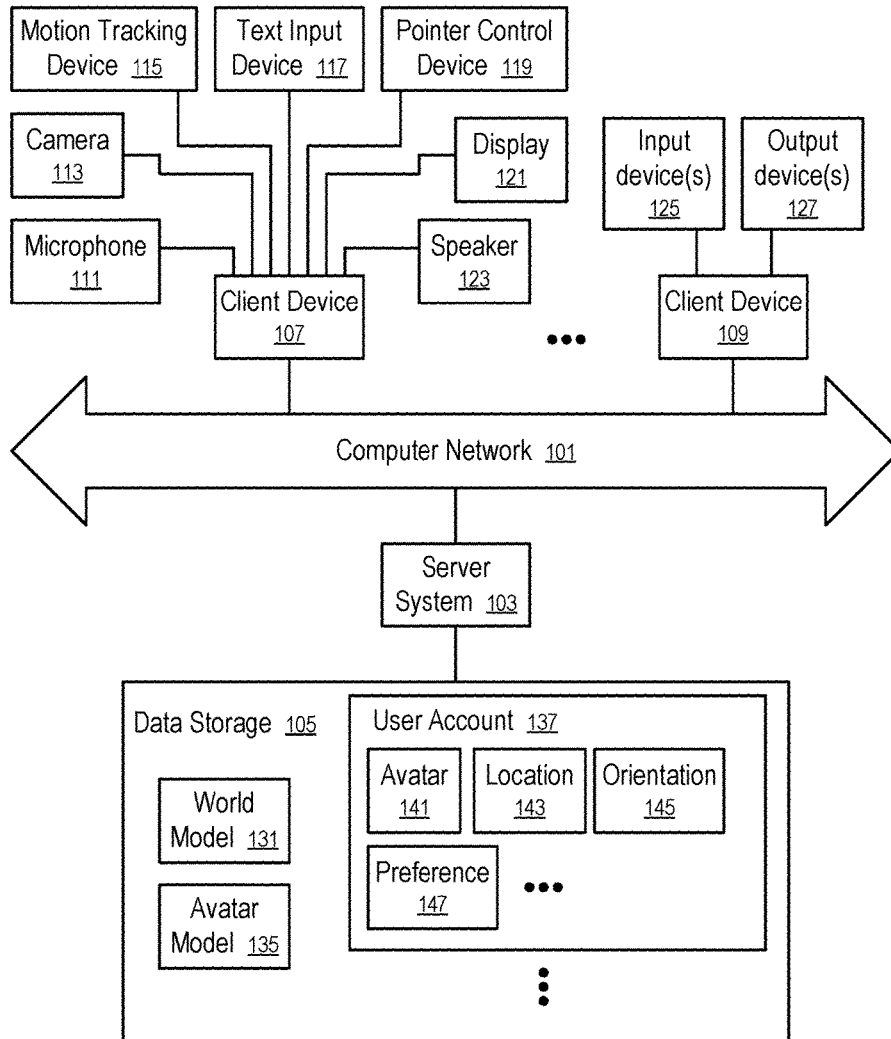 Motion Tracking
Device 115
Text Input
Device 117
Pointer Control
Device 119
Camera
113
Display
121
Input
device(s)
125
Output
device(s)
127
Microphone
111
Speaker
123
Client Device
107
Client Device
109
Computer Network 101
Server
System 103
Data Storage 105
User Account 137
Avatar
141
Location
143
Orientation
145
World
Model 131
Preference
147
Avatar
Model 135